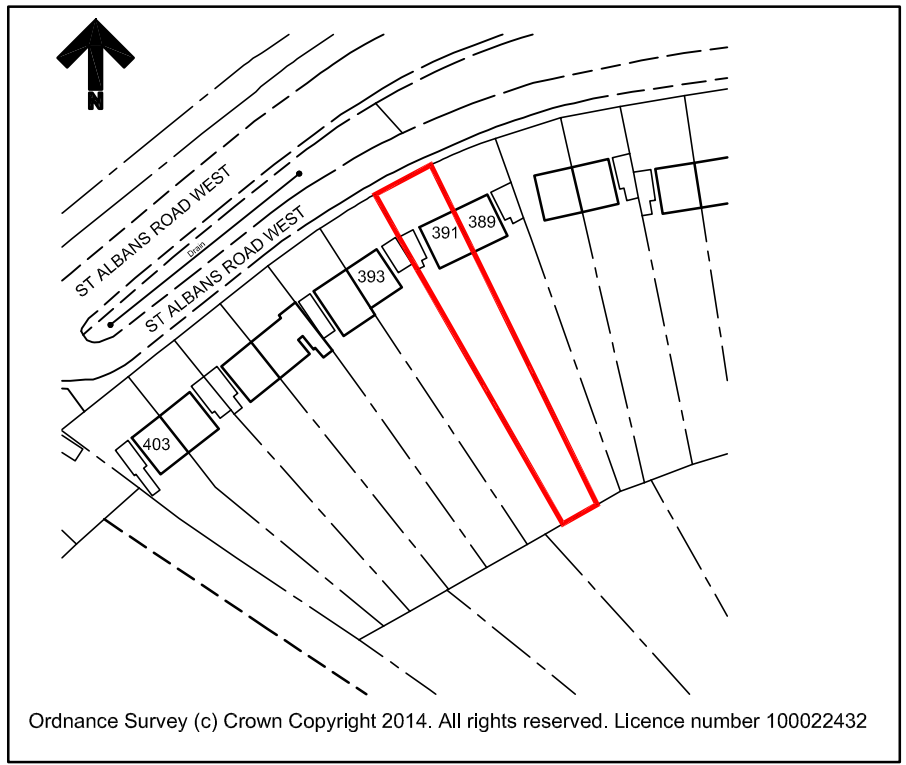 N
ST ALBANS ROAD WEST
Drain
ST ALBANS ROAD WEST
391
389
393
403
Ordnance Survey (c) Crown Copyright 2014. All rights reserved. Licence number 100022432